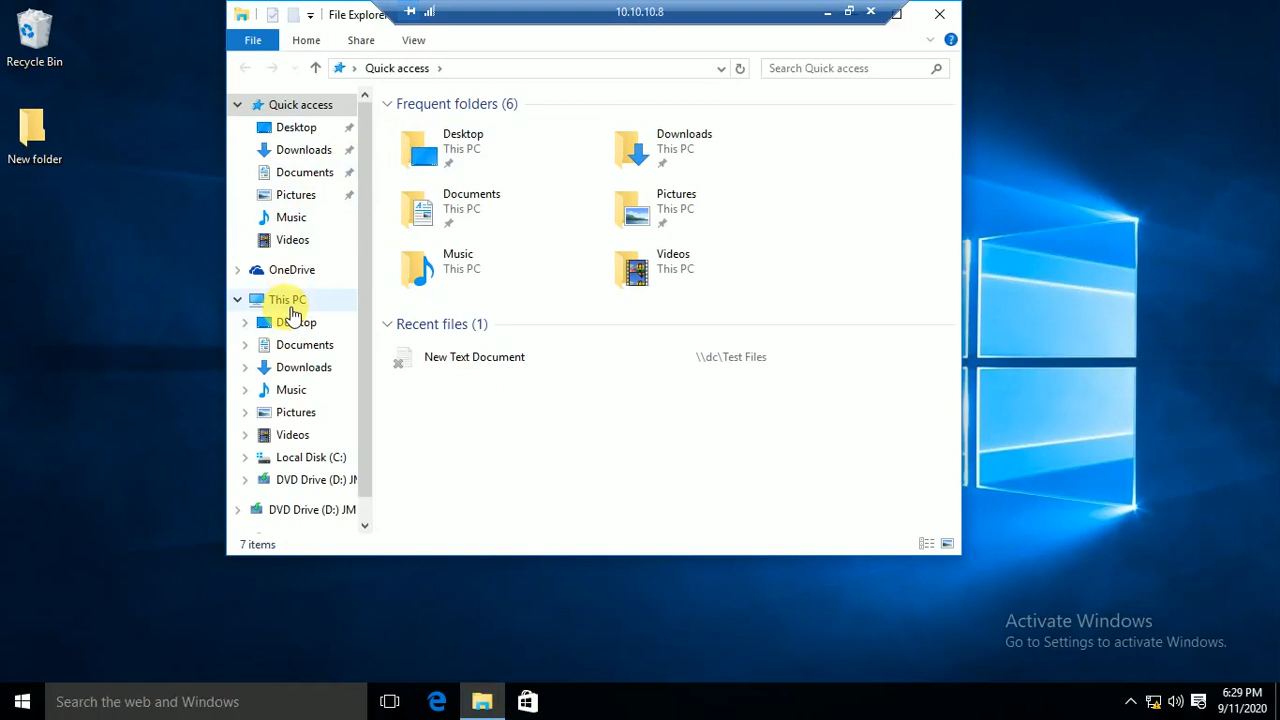 Recycle Bin
New folder
File Explorer
10.10.10.8
File Home Share View
Quick access
Search Quick access
Quick access
Desktop
Downloads
Documents
Pictures
Music
Videos
OneDrive
This PC
Desktop
Documents
Downloads
Music
Pictures
Videos
Local Disk (C:)
DVD Drive (D:) JM
DVD Drive (D:) JM
Frequent folders (6)
Desktop
This PC
Downloads
This PC
Documents
This PC
Pictures
This PC
Music
This PC
Videos
This PC
Recent files (1)
New Text Document \\dc\Test Files
7 items
Activate Windows
Go to Settings to activate Windows.
Search the web and Windows
6:29 PM
9/11/2020